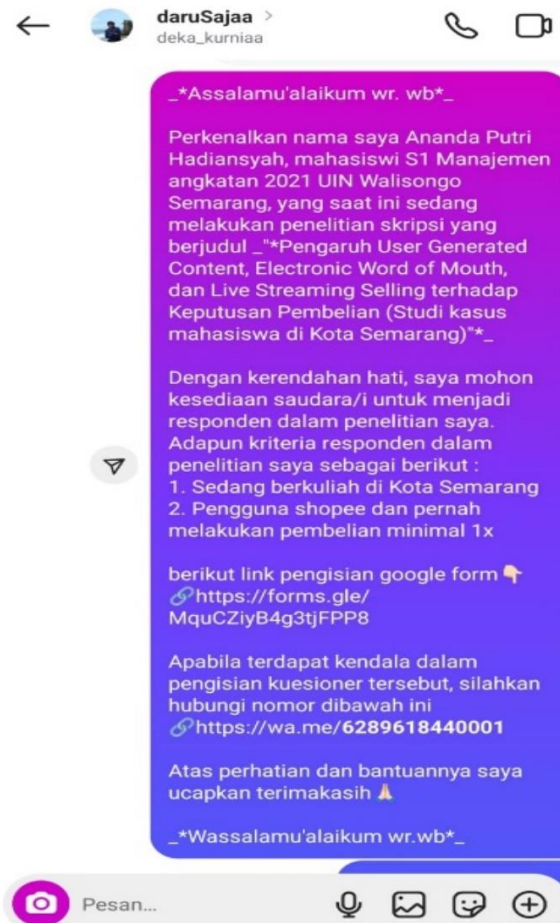 daruSajaa >
deka_kurniaa
_*Assalamu'alaikum wr. wb*_
Perkenalkan nama saya Ananda Putri
Hadiansyah, mahasiswi S1 Manajemen
angkatan 2021 UIN Walisongo
Semarang, yang saat ini sedang
melakukan penelitian skripsi yang
berjudul _"*Pengaruh User Generated
Content, Electronic Word of Mouth,
dan Live Streaming Selling terhadap
Keputusan Pembelian (Studi kasus
mahasiswa di Kota Semarang)"*_
Dengan kerendahan hati, saya mohon
kesediaan saudara/i untuk menjadi
responden dalam penelitian saya.
Adapun kriteria responden dalam
penelitian saya sebagai berikut :
1. Sedang berkuliah di Kota Semarang
2. Pengguna shopee dan pernah
melakukan pembelian minimal 1x
berikut link pengisian google form👇🏻
🔗https://forms.gle/
MquCZiyB4g3tjFPP8
Apabila terdapat kendala dalam
pengisian kuesioner tersebut, silahkan
hubungi nomor dibawah ini
🔗https://wa.me/6289618440001
Atas perhatian dan bantuannya saya
ucapkan terimakasih🙏🏻
_*Wassalamu'alaikum wr.wb*_
Pesan...